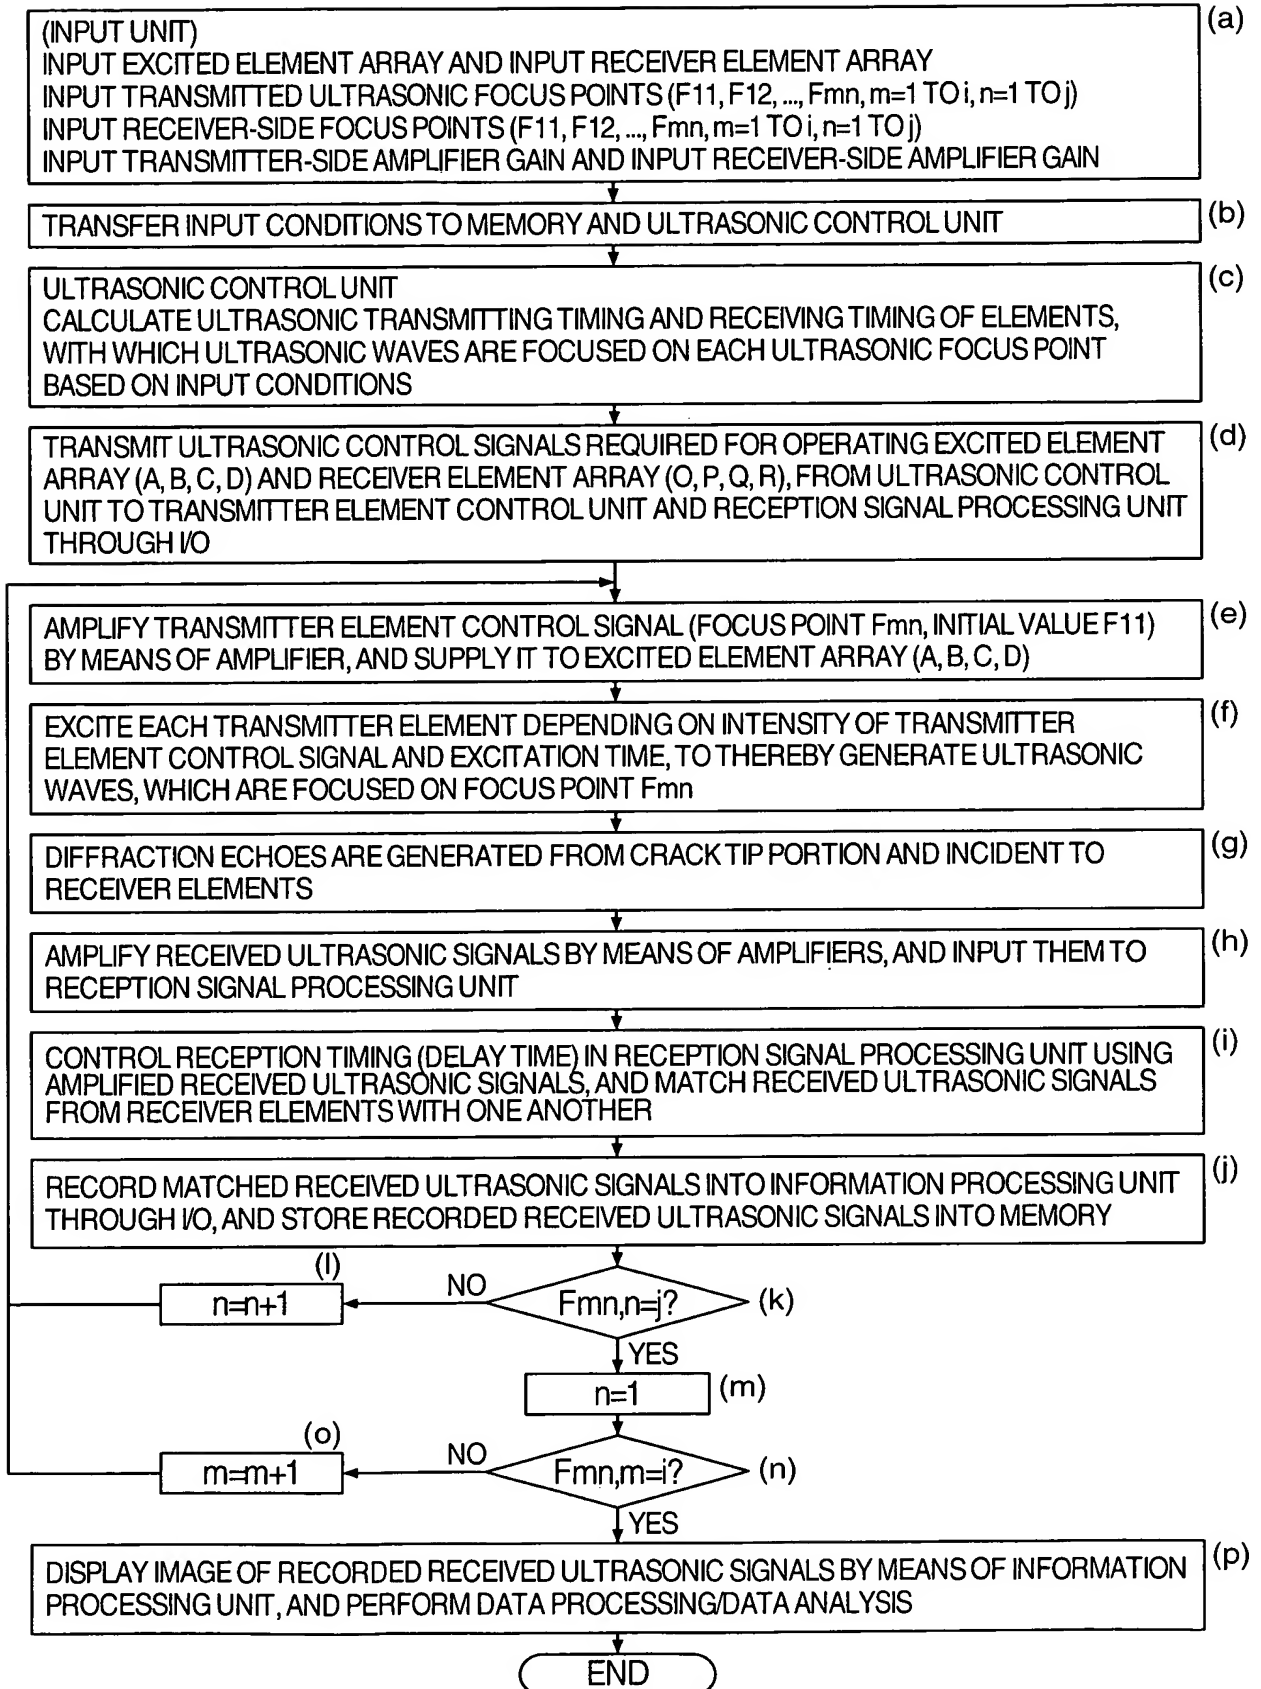 (a)
(INPUT UNIT)
INPUT EXCITED ELEMENT ARRAY AND INPUT RECEIVER ELEMENT ARRAY
INPUT TRANSMITTED ULTRASONIC FOCUS POINTS (F11, F12, ..., Fmn, m=1 TO i, n=1 TO j)
INPUT RECEIVER-SIDE FOCUS POINTS (F11, F12, ..., Fmn, m=1 TO i, n=1 TO j)
INPUT TRANSMITTER-SIDE AMPLIFIER GAIN AND INPUT RECEIVER-SIDE AMPLIFIER GAIN
(b)
TRANSFER INPUT CONDITIONS TO MEMORY AND ULTRASONIC CONTROL UNIT
(c)
ULTRASONIC CONTROL UNIT
CALCULATE ULTRASONIC TRANSMITTING TIMING AND RECEIVING TIMING OF ELEMENTS,
WITH WHICH ULTRASONIC WAVES ARE FOCUSED ON EACH ULTRASONIC FOCUS POINT
BASED ON INPUT CONDITIONS
(d)
TRANSMIT ULTRASONIC CONTROL SIGNALS REQUIRED FOR OPERATING EXCITED ELEMENT
ARRAY (A, B, C, D) AND RECEIVER ELEMENT ARRAY (O, P, Q, R), FROM ULTRASONIC CONTROL
UNIT TO TRANSMITTER ELEMENT CONTROL UNIT AND RECEPTION SIGNAL PROCESSING UNIT
THROUGH I/O
(e)
AMPLIFY TRANSMITTER ELEMENT CONTROL SIGNAL (FOCUS POINT Fmn, INITIAL VALUE F11)
BY MEANS OF AMPLIFIER, AND SUPPLY IT TO EXCITED ELEMENT ARRAY (A, B, C, D)
(f)
EXCITE EACH TRANSMITTER ELEMENT DEPENDING ON INTENSITY OF TRANSMITTER
ELEMENT CONTROL SIGNAL AND EXCITATION TIME, TO THEREBY GENERATE ULTRASONIC
WAVES, WHICH ARE FOCUSED ON FOCUS POINT Fmn
(g)
DIFFRACTION ECHOES ARE GENERATED FROM CRACK TIP PORTION AND INCIDENT TO
RECEIVER ELEMENTS
(h)
AMPLIFY RECEIVED ULTRASONIC SIGNALS BY MEANS OF AMPLIFIERS, AND INPUT THEM TO
RECEPTION SIGNAL PROCESSING UNIT
(i)
CONTROL RECEPTION TIMING (DELAY TIME) IN RECEPTION SIGNAL PROCESSING UNIT USING
AMPLIFIED RECEIVED ULTRASONIC SIGNALS, AND MATCH RECEIVED ULTRASONIC SIGNALS
FROM RECEIVER ELEMENTS WITH ONE ANOTHER
(j)
RECORD MATCHED RECEIVED ULTRASONIC SIGNALS INTO INFORMATION PROCESSING UNIT
THROUGH I/O, AND STORE RECORDED RECEIVED ULTRASONIC SIGNALS INTO MEMORY
(l)
n=n+1
NO
Fmn,n=j?
(k)
YES
n=1
(m)
(o)
m=m+1
NO
Fmn,m=i?
(n)
YES
(p)
DISPLAY IMAGE OF RECORDED RECEIVED ULTRASONIC SIGNALS BY MEANS OF INFORMATION
PROCESSING UNIT, AND PERFORM DATA PROCESSING/DATA ANALYSIS
END